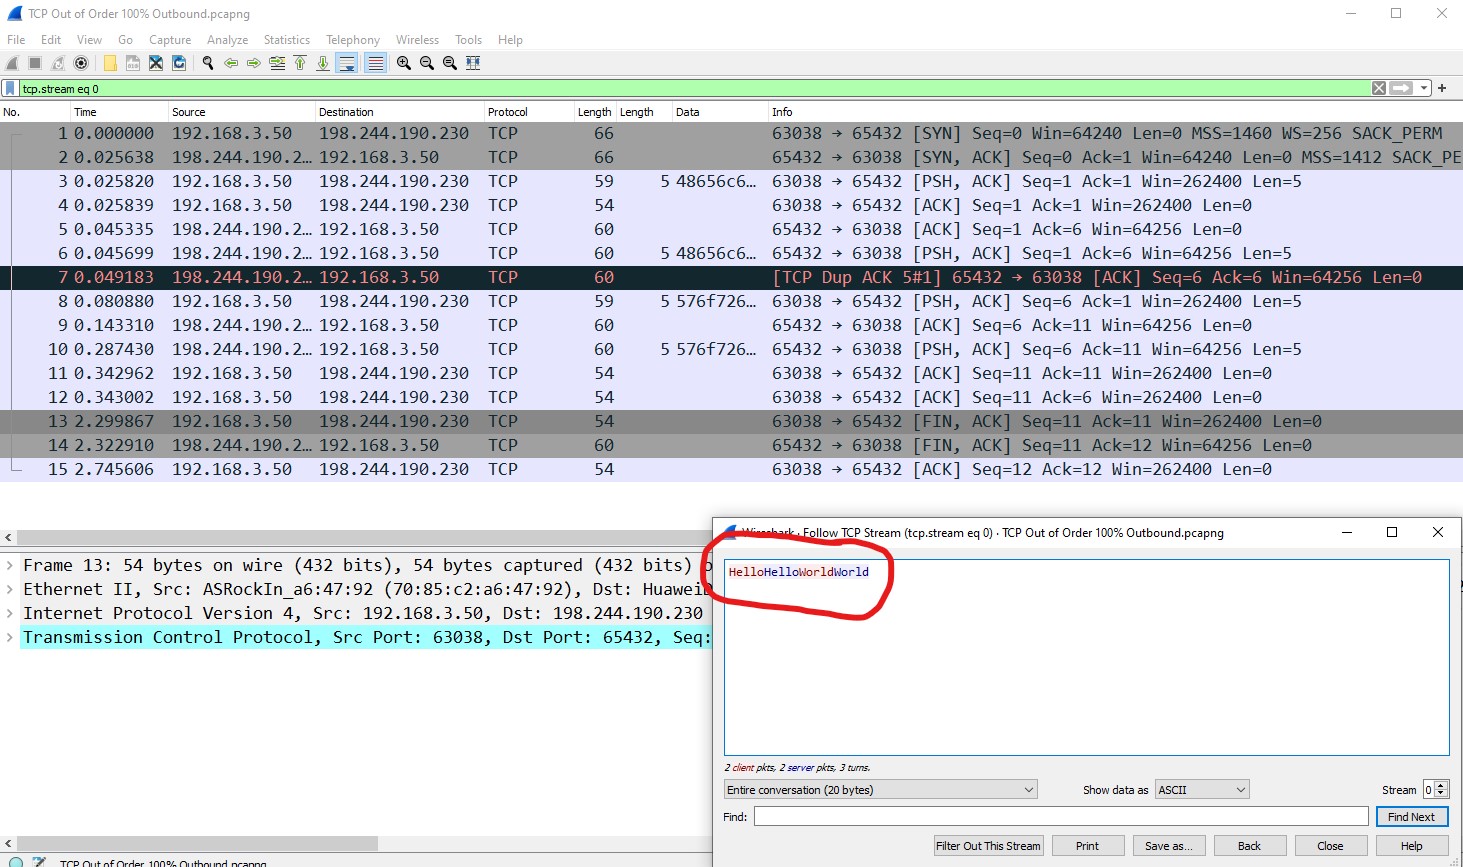 TCP Out of Order 100% Outbound.pcapng
File Edit View Go Capture Analyze Statistics Telephony Wireless Tools Help
tcp.stream eq 0
No. Time Source Destination Protocol Length Length Data Info
1 0.000000 192.168.3.50 198.244.190.230 TCP 66 63038 → 65432 [SYN] Seq=0 Win=64240 Len=0 MSS=1460 WS=256 SACK_PERM
2 0.025638 198.244.190.2… 192.168.3.50 TCP 66 65432 → 63038 [SYN, ACK] Seq=0 Ack=1 Win=64240 Len=0 MSS=1412 SACK_PE
3 0.025820 192.168.3.50 198.244.190.230 TCP 59 5 48656c6… 63038 → 65432 [PSH, ACK] Seq=1 Ack=1 Win=262400 Len=5
4 0.025839 192.168.3.50 198.244.190.230 TCP 54 63038 → 65432 [ACK] Seq=1 Ack=1 Win=262400 Len=0
5 0.045335 198.244.190.2… 192.168.3.50 TCP 60 65432 → 63038 [ACK] Seq=1 Ack=6 Win=64256 Len=0
6 0.045699 198.244.190.2… 192.168.3.50 TCP 60 5 48656c6… 65432 → 63038 [PSH, ACK] Seq=1 Ack=6 Win=64256 Len=5
7 0.049183 198.244.190.2… 192.168.3.50 TCP 60 [TCP Dup ACK 5#1] 65432 → 63038 [ACK] Seq=6 Ack=6 Win=64256 Len=0
8 0.080880 192.168.3.50 198.244.190.230 TCP 59 5 576f726… 63038 → 65432 [PSH, ACK] Seq=6 Ack=1 Win=262400 Len=5
9 0.143310 198.244.190.2… 192.168.3.50 TCP 60 65432 → 63038 [ACK] Seq=6 Ack=11 Win=64256 Len=0
10 0.287430 198.244.190.2… 192.168.3.50 TCP 60 5 576f726… 65432 → 63038 [PSH, ACK] Seq=6 Ack=11 Win=64256 Len=5
11 0.342962 192.168.3.50 198.244.190.230 TCP 54 63038 → 65432 [ACK] Seq=11 Ack=11 Win=262400 Len=0
12 0.343002 192.168.3.50 198.244.190.230 TCP 54 63038 → 65432 [ACK] Seq=11 Ack=6 Win=262400 Len=0
13 2.299867 192.168.3.50 198.244.190.230 TCP 54 63038 → 65432 [FIN, ACK] Seq=11 Ack=11 Win=262400 Len=0
14 2.322910 198.244.190.2… 192.168.3.50 TCP 60 65432 → 63038 [FIN, ACK] Seq=11 Ack=12 Win=64256 Len=0
15 2.745606 192.168.3.50 198.244.190.230 TCP 54 63038 → 65432 [ACK] Seq=12 Ack=12 Win=262400 Len=0
Frame 13: 54 bytes on wire (432 bits), 54 bytes captured (432 bits) o
Ethernet II, Src: ASRockIn_a6:47:92 (70:85:c2:a6:47:92), Dst: HuaweiD
Internet Protocol Version 4, Src: 192.168.3.50, Dst: 198.244.190.230
Transmission Control Protocol, Src Port: 63038, Dst Port: 65432, Seq:
TCP Out of Order 100% Outbound.pcapng
Wireshark · Follow TCP Stream (tcp.stream eq 0) · TCP Out of Order 100% Outbound.pcapng
HelloHelloWorldWorld
2 client pkts, 2 server pkts, 3 turns.
Entire conversation (20 bytes) Show data as ASCII Stream 0
Find: Find Next
Filter Out This Stream Print Save as… Back Close Help